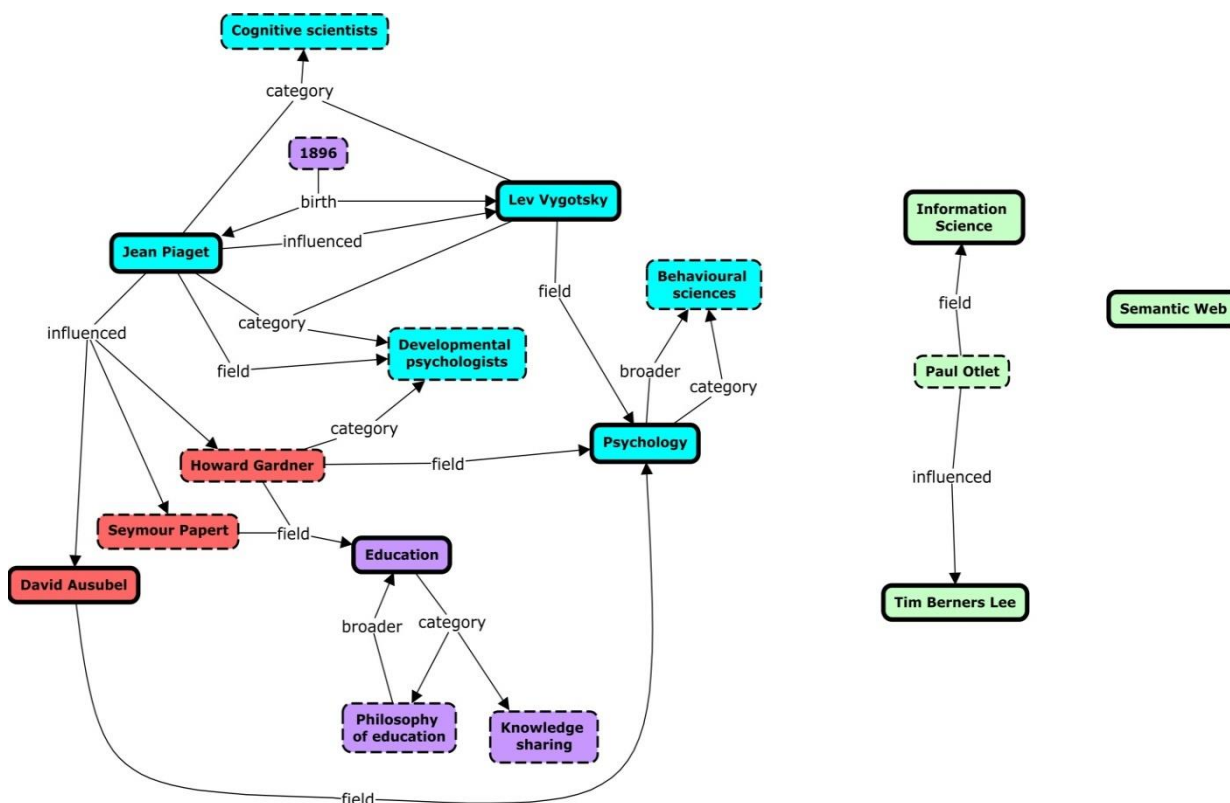 Cognitive scientists
category
1896
birth
Lev Vygotsky
Jean Piaget
influenced
Information
Science
Behavioural
sciences
field
field
Semantic Web
influenced
category
Developmental
psychologists
field
broader
category
Paul Otlet
category
Psychology
Howard Gardner
field
influenced
Seymour Papert
field
Education
David Ausubel
Tim Berners Lee
broader
category
Philosophy
of education
Knowledge
sharing
field